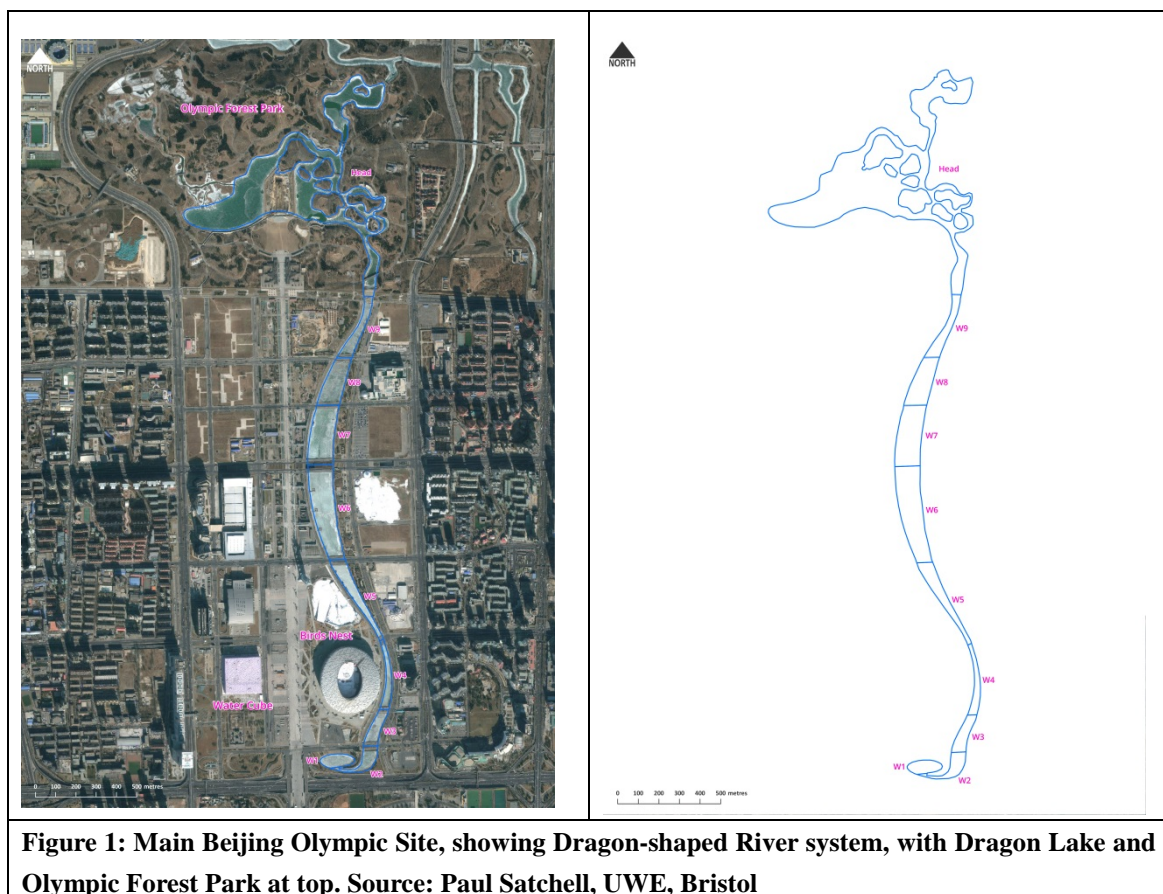 NORTH
Olympic Forest Park
Head
W9
W8
W7
W6
W5
Birds Nest
W4
Water Cube
W3
W1
W2
0 100 200 300 400 500 metres
NORTH
Head
W9
W8
W7
W6
W5
W4
W3
W1
W2
0 100 200 300 400 500 metres
Figure 1: Main Beijing Olympic Site, showing Dragon-shaped River system, with Dragon Lake and
Olympic Forest Park at top. Source: Paul Satchell, UWE, Bristol